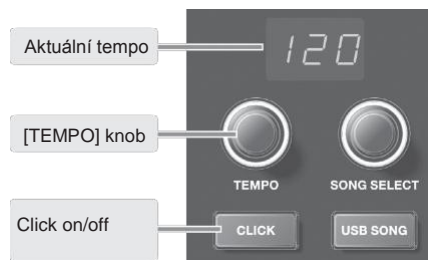 Aktuální tempo
120
[TEMPO] knob
TEMPO SONG SELECT
Click on/off
CLICK USB SONG